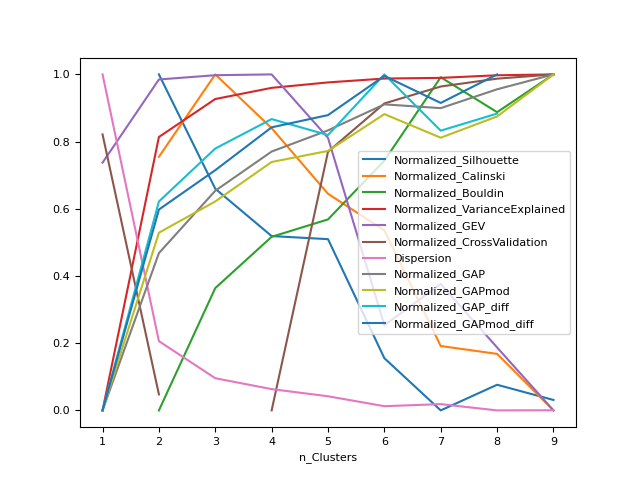 1.0
0.8
0.6
0.4
0.2
0.0
Normalized_Silhouette
Normalized_Calinski
Normalized_Bouldin
Normalized_VarianceExplained
Normalized_GEV
Normalized_CrossValidation
Dispersion
Normalized_GAP
Normalized_GAPmod
Normalized_GAP_diff
Normalized_GAPmod_diff
1 2 3 4 5 6 7 8 9
n_Clusters